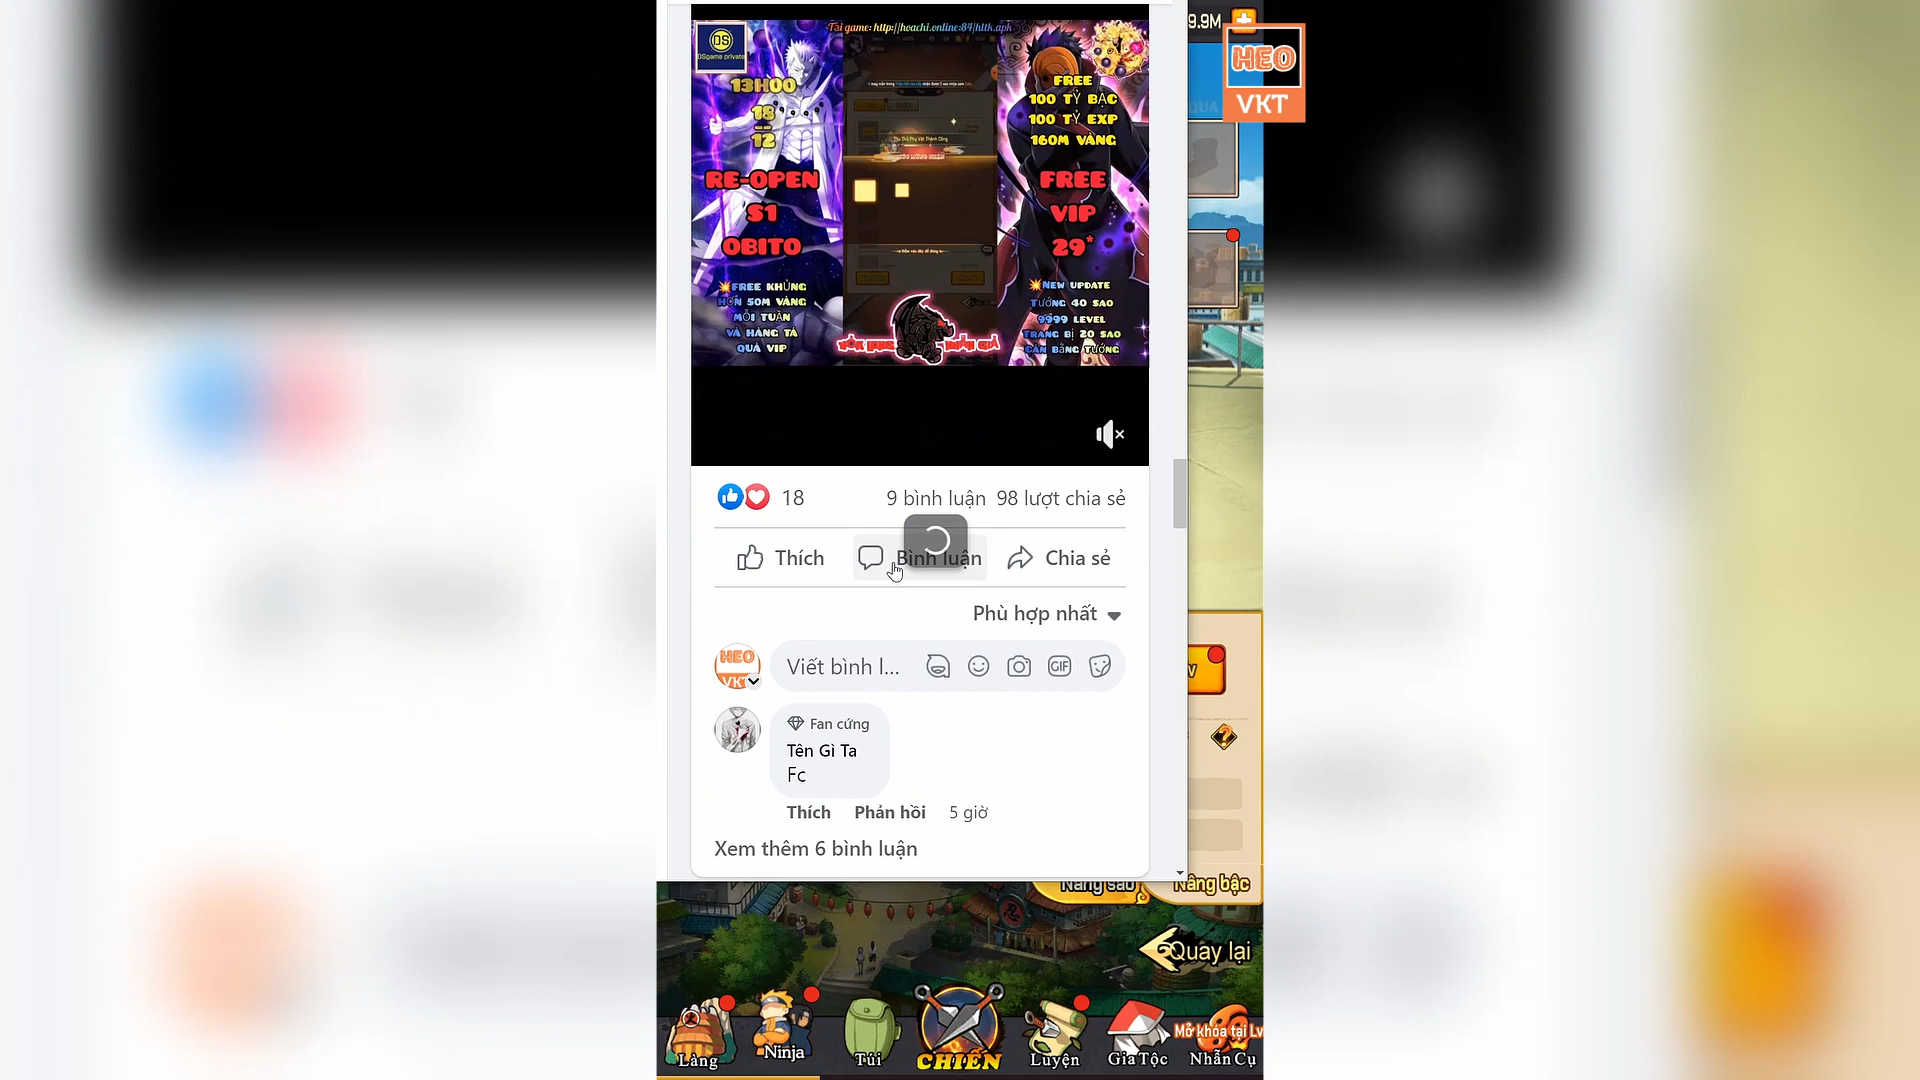 Tải game: http://hoachi.online:84/hltk.apk
DS
DSgame private
13H00
18
--
12
RE-OPEN
S1
OBITO
FREE KHỦNG
HƠN 50M VÀNG
MỖI TUẦN
VÀ HÀNG TÁ
QUÀ VIP
FREE
100 TỶ BẠC
100 TỶ EXP
160M VÀNG
FREE
VIP
29*
NEW UPDATE
TƯỚNG 40 SAO
9999 LEVEL
TRANG BỊ 20 SAO
CÂN BẰNG TƯỚNG
9.9M
HEO
VKT
18
9 bình luận 98 lượt chia sẻ
Thích
Bình luận
Chia sẻ
Phù hợp nhất
HEO
VKT
Viết bình l...
GIF
Fan cứng
Tên Gì Ta
Fc
Thích Phản hồi 5 giờ
Xem thêm 6 bình luận
Nâng sao
Nâng bậc
Quay lại
Mở khóa tại Lv
Làng
Ninja
Túi
CHIẾN
Luyện
Gia Tộc
Nhẫn Cụ